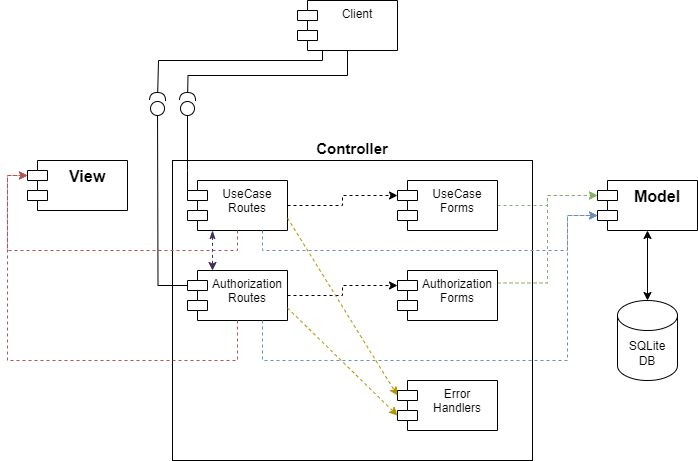 Client
Controller
View
UseCase
Routes
UseCase
Forms
Model
Authorization
Routes
Authorization
Forms
SQLite
DB
Error
Handlers